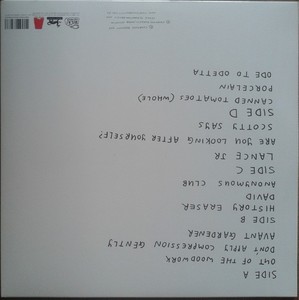 SIDE A
OUT OF THE WOODWORK
DON'T APPLY COMPRESSION GENTLY
AVANT GARDENER
SIDE B
HISTORY ERASER
DAVID
ANONYMOUS CLUB
SIDE C
LANCE JR
ARE YOU LOOKING AFTER YOURSELF?
SCOTTY SAYS
SIDE D
CANNED TOMATOES (WHOLE)
PORCELAIN
ODE TO ODETTA